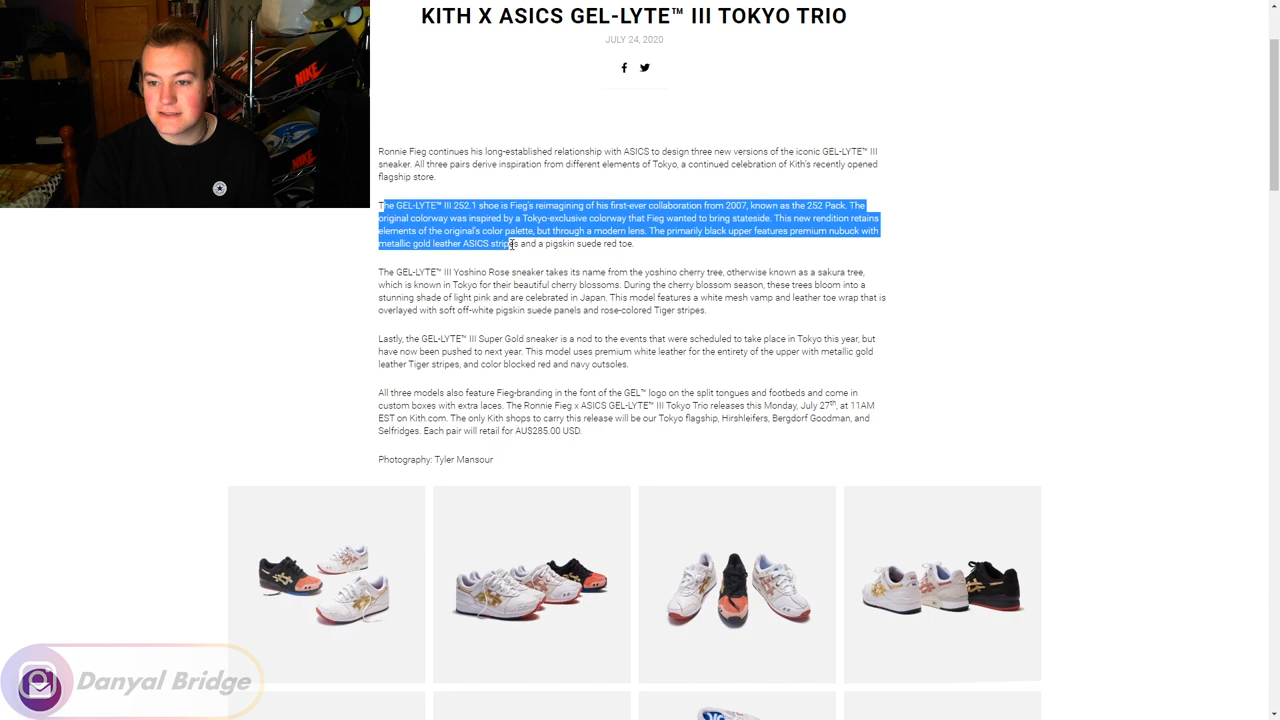 KITH X ASICS GEL-LYTE™ III TOKYO TRIO
JULY 24, 2020
NIKE
NIKE
Ronnie Fieg continues his long-established relationship with ASICS to design three new versions of the iconic GEL-LYTE™ III
sneaker. All three pairs derive inspiration from different elements of Tokyo, a continued celebration of Kith's recently opened
flagship store.
The GEL-LYTE™ III 252.1 shoe is Fieg's reimagining of his first-ever collaboration from 2007, known as the 252 Pack. The
original colorway was inspired by a Tokyo-exclusive colorway that Fieg wanted to bring stateside. This new rendition retains
elements of the original's color palette, but through a modern lens. The primarily black upper features premium nubuck with
metallic gold leather ASICS stripes and a pigskin suede red toe.
The GEL-LYTE™ III Yoshino Rose sneaker takes its name from the yoshino cherry tree, otherwise known as a sakura tree,
which is known in Tokyo for their beautiful cherry blossoms. During the cherry blossom season, these trees bloom into a
stunning shade of light pink and are celebrated in Japan. This model features a white mesh vamp and leather toe wrap that is
overlayed with soft off-white pigskin suede panels and rose-colored Tiger stripes.
Lastly, the GEL-LYTE™ III Super Gold sneaker is a nod to the events that were scheduled to take place in Tokyo this year, but
have now been pushed to next year. This model uses premium white leather for the entirety of the upper with metallic gold
leather Tiger stripes, and color blocked red and navy outsoles.
All three models also feature Fieg-branding in the font of the GEL™ logo on the split tongues and footbeds and come in
custom boxes with extra laces. The Ronnie Fieg x ASICS GEL-LYTE™ III Tokyo Trio releases this Monday, July 27th, at 11AM
EST on Kith.com. The only Kith shops to carry this release will be our Tokyo flagship, Hirshleifers, Bergdorf Goodman, and
Selfridges. Each pair will retail for AU$285.00 USD.
Photography: Tyler Mansour
Danyal Bridge